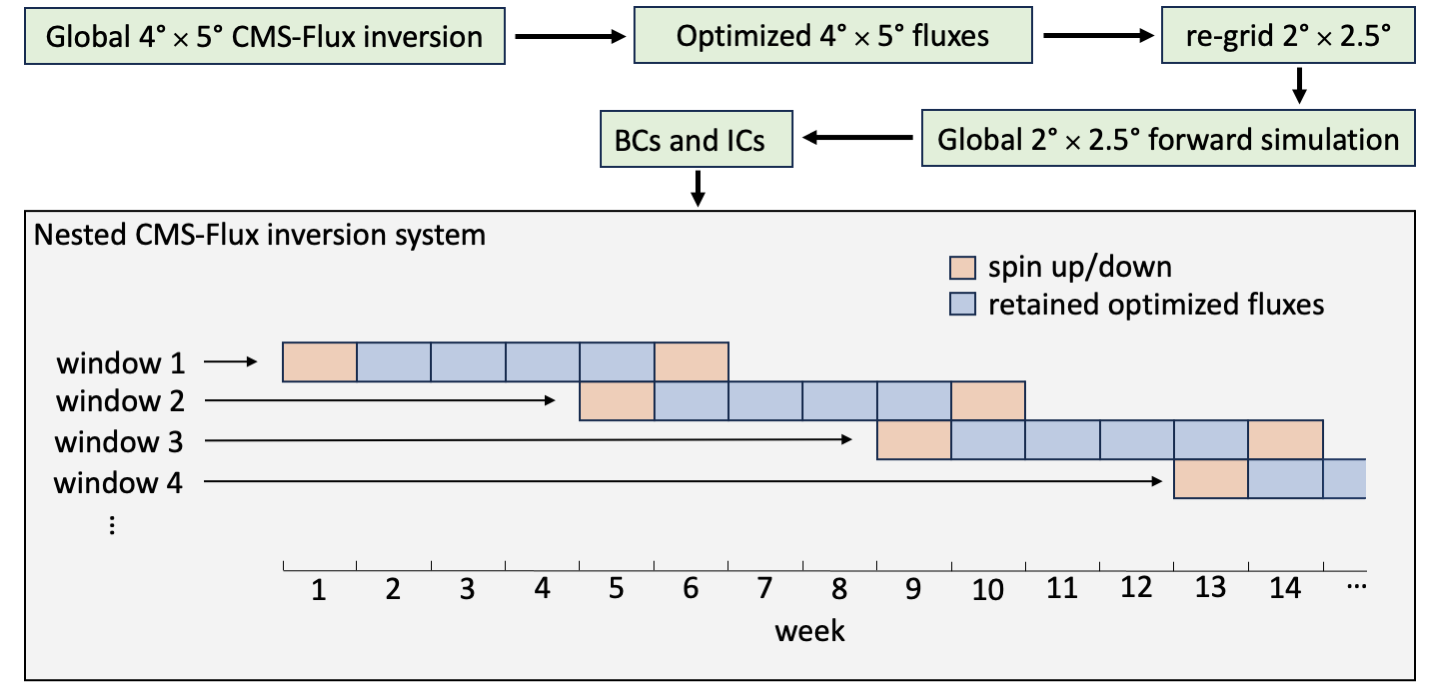 Global 4° × 5° CMS-Flux inversion
Optimized 4° × 5° fluxes
re-grid 2° × 2.5°
BCs and ICs
Global 2° × 2.5° forward simulation
Nested CMS-Flux inversion system
spin up/down
retained optimized fluxes
window 1
window 2
window 3
window 4
⋮
1 2 3 4 5 6 7 8 9 10 11 12 13 14 ...
week